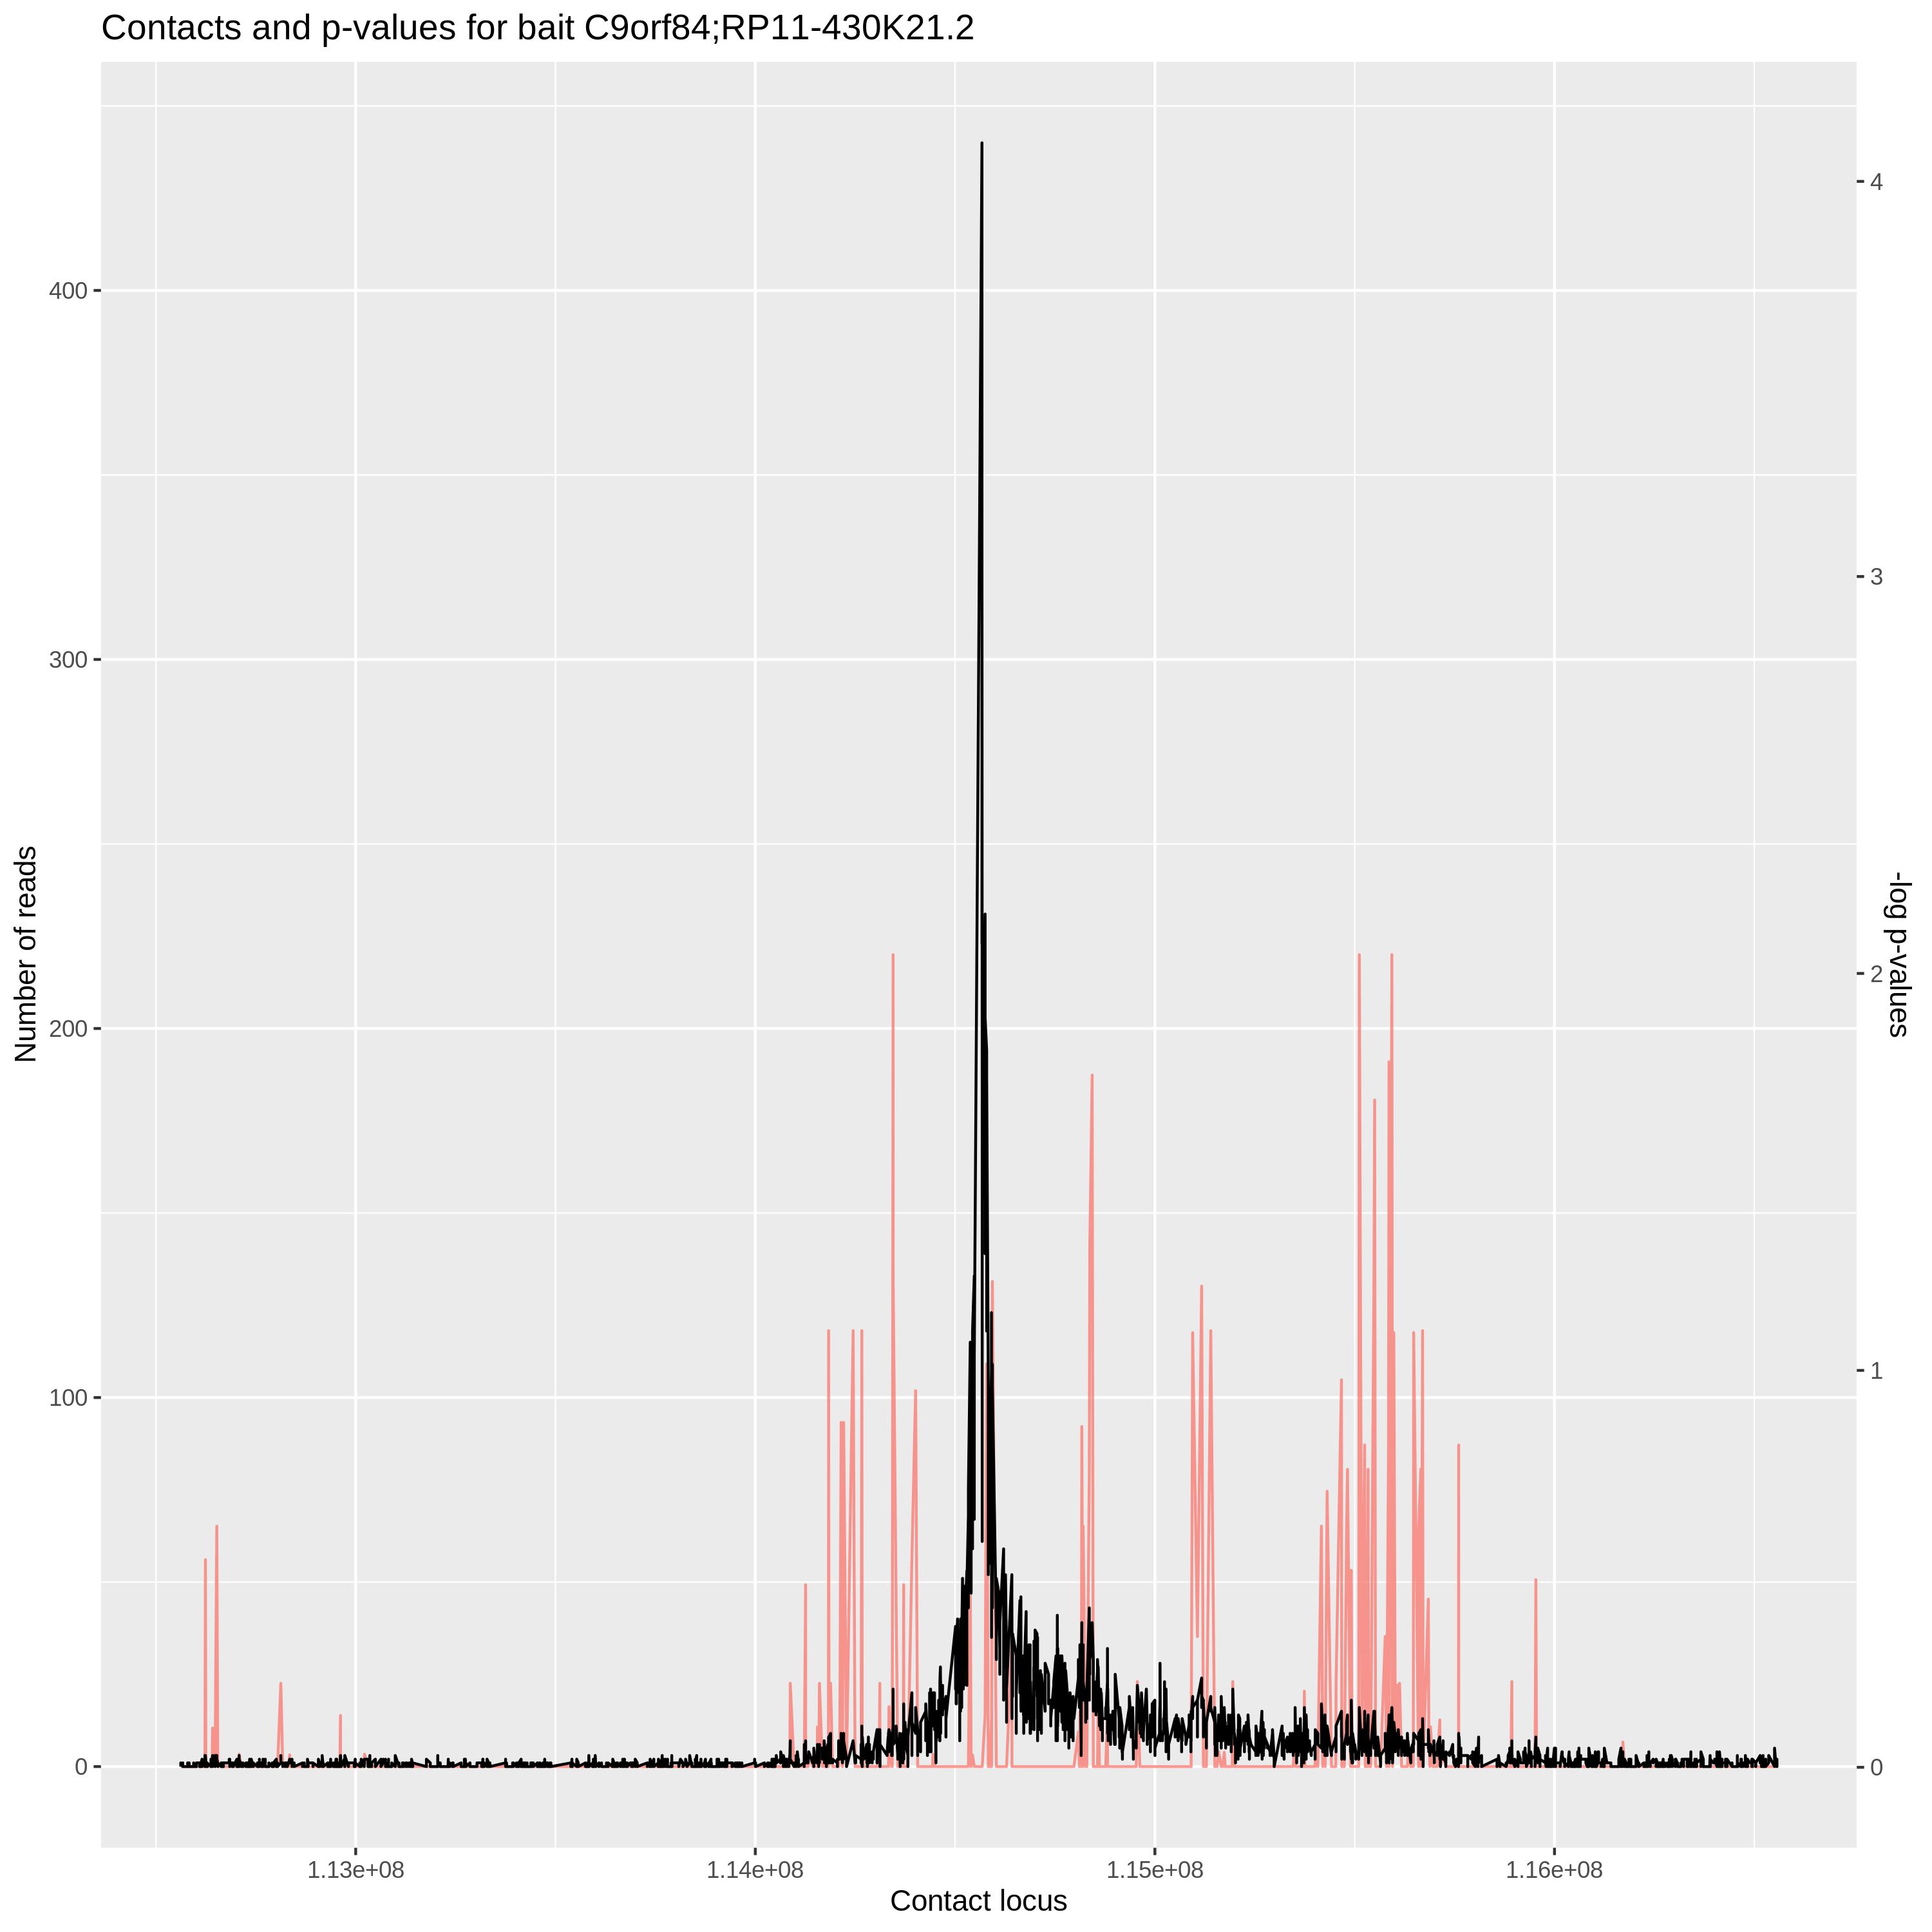 Contacts and p-values for bait C9orf84;RP11-430K21.2
Number of reads
400
300
200
100
0
4
3
2
1
0
-log p-values
1.13e+08
1.14e+08
1.15e+08
1.16e+08
Contact locus